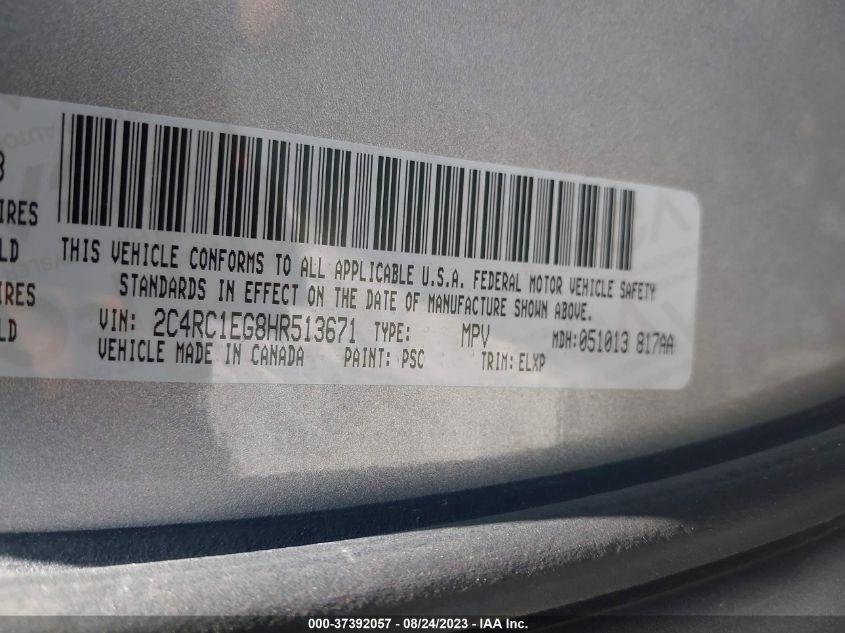 8
IRES
LD
IRES
LD
THIS VEHICLE CONFORMS TO ALL APPLICABLE U.S.A. FEDERAL MOTOR VEHICLE SAFETY
STANDARDS IN EFFECT ON THE DATE OF MANUFACTURE SHOWN ABOVE.
VIN: 2C4RC1EG8HR513671 TYPE: MPV MDH:051013 817AA
VEHICLE MADE IN CANADA PAINT: PSC TRIM: ELXP
000-37392057 - 08/24/2023 - IAA Inc.